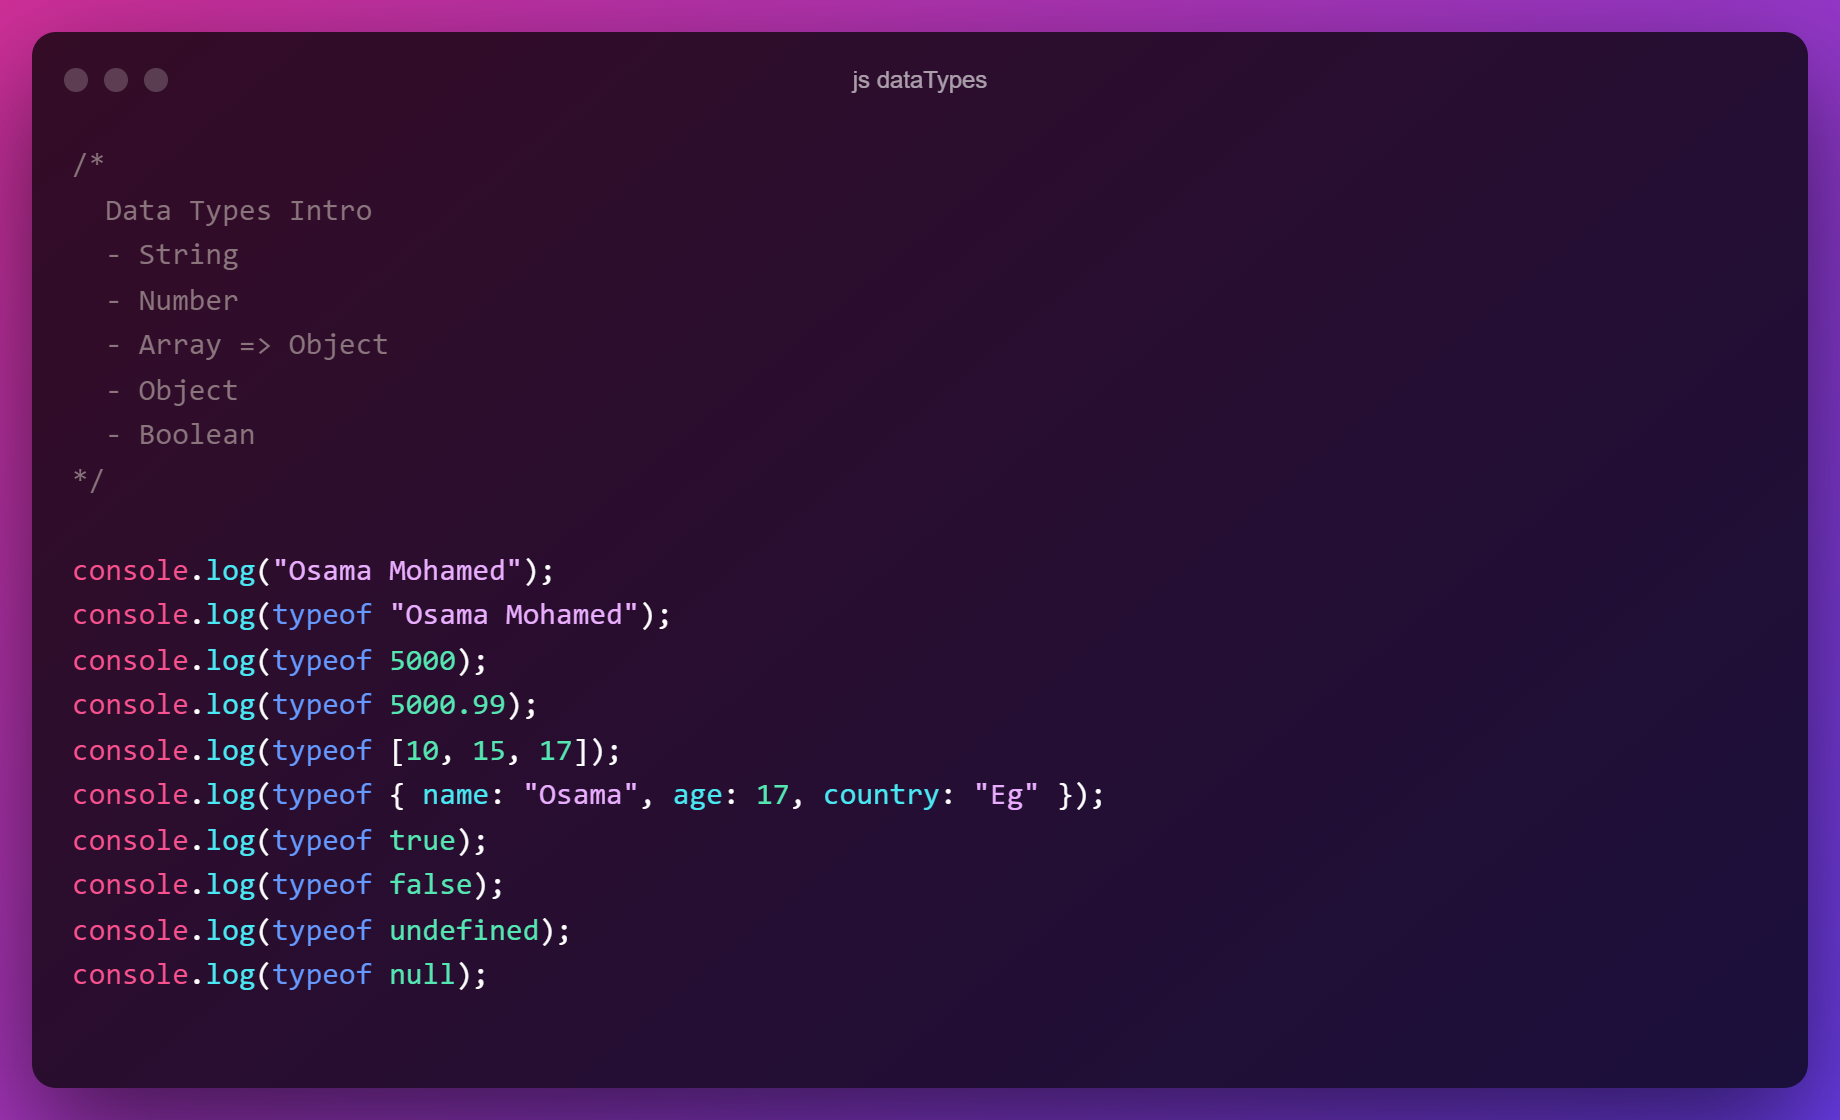 js dataTypes
/*
  Data Types Intro
  - String
  - Number
  - Array => Object
  - Object
  - Boolean
*/

console.log("Osama Mohamed");
console.log(typeof "Osama Mohamed");
console.log(typeof 5000);
console.log(typeof 5000.99);
console.log(typeof [10, 15, 17]);
console.log(typeof { name: "Osama", age: 17, country: "Eg" });
console.log(typeof true);
console.log(typeof false);
console.log(typeof undefined);
console.log(typeof null);